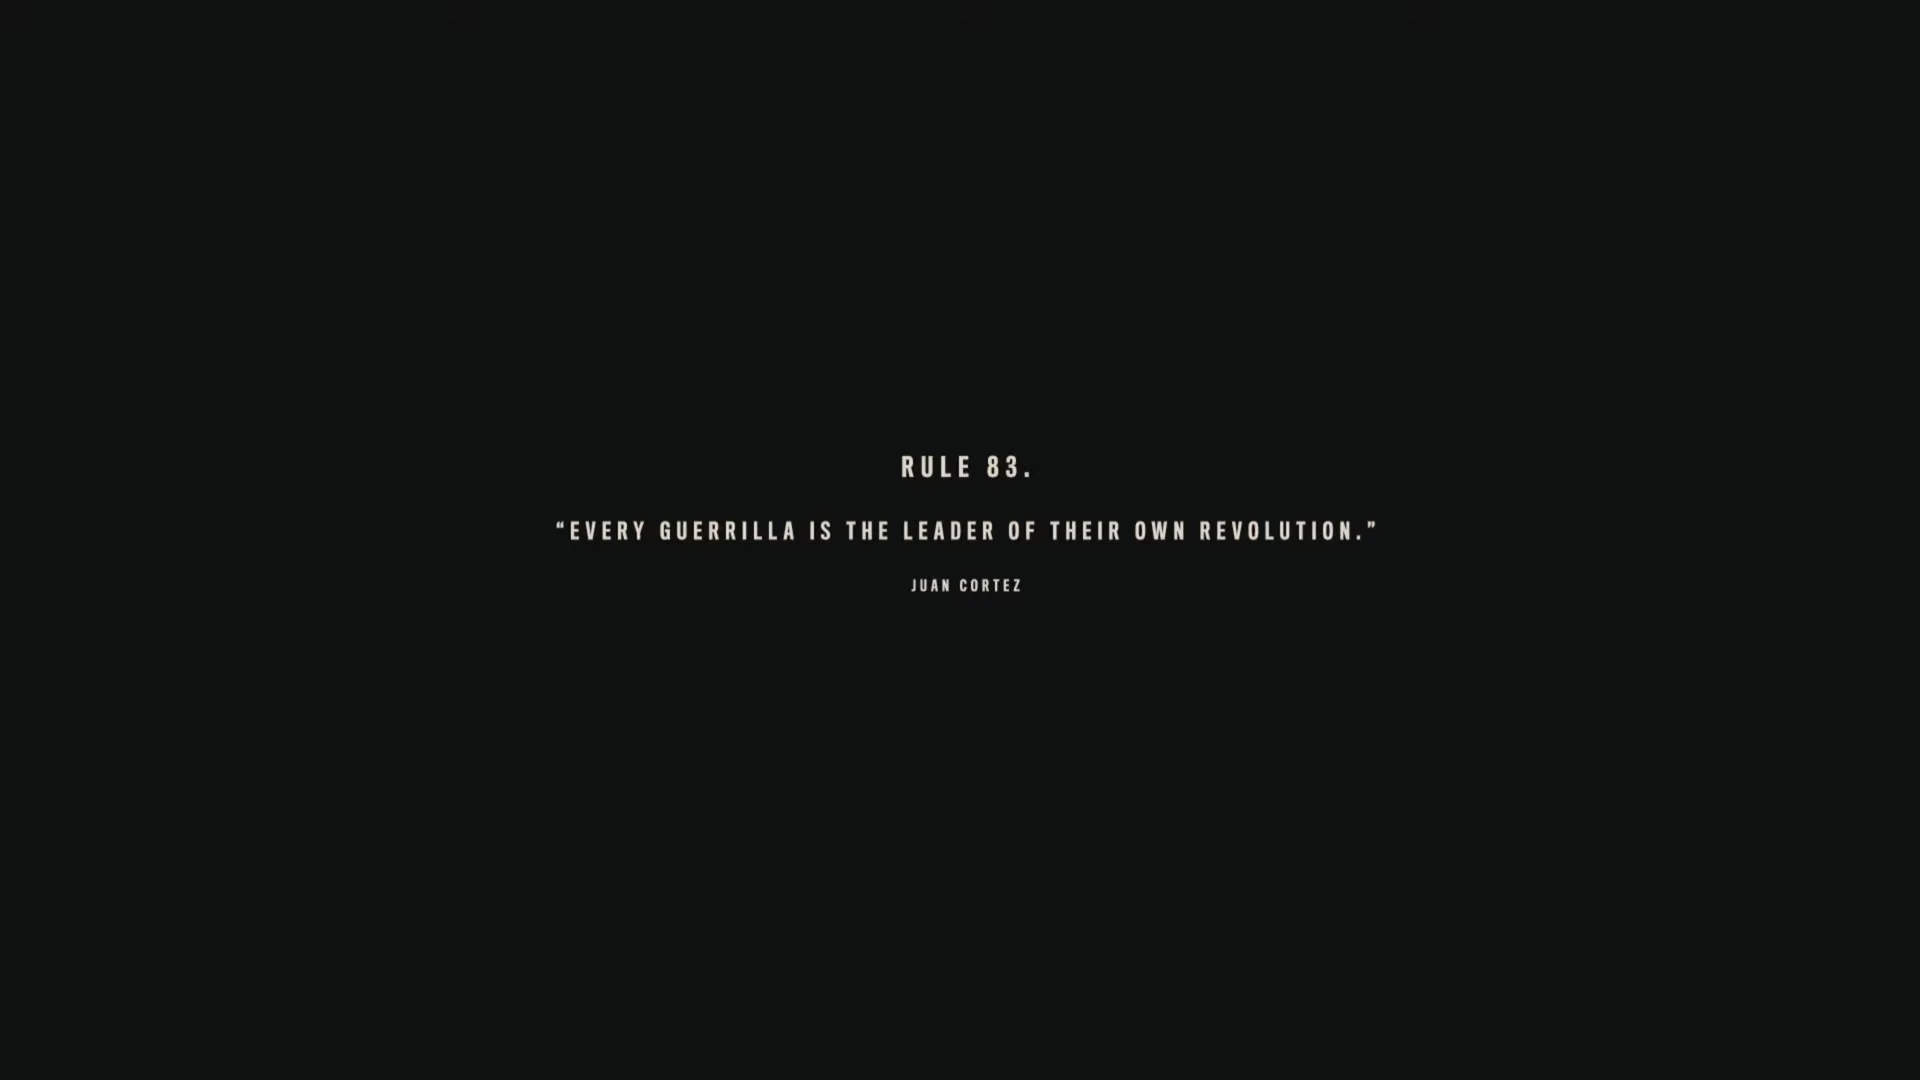 RULE 83.
“EVERY GUERRILLA IS THE LEADER OF THEIR OWN REVOLUTION.”
JUAN CORTEZ